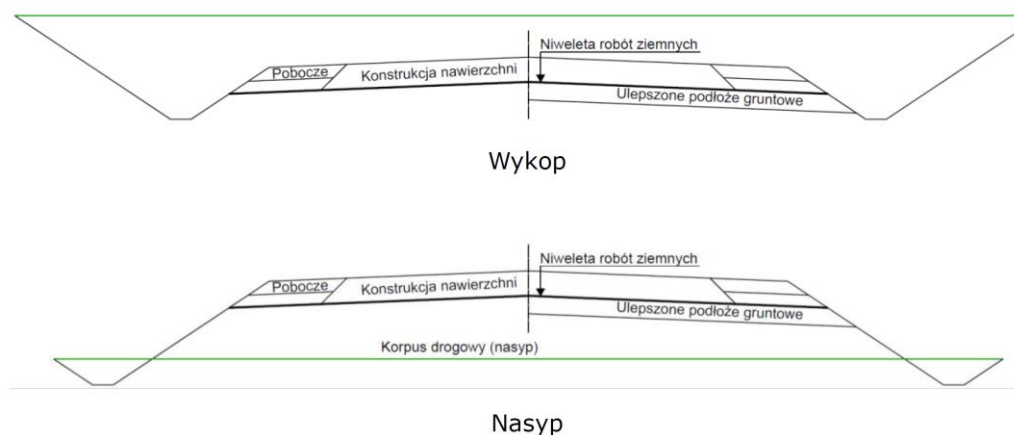 Niweleta robót ziemnych
Pobocze
Konstrukcja nawierzchni
Ulepszone podłoże gruntowe
Wykop
Niweleta robót ziemnych
Pobocze
Konstrukcja nawierzchni
Ulepszone podłoże gruntowe
Korpus drogowy (nasyp)
Nasyp